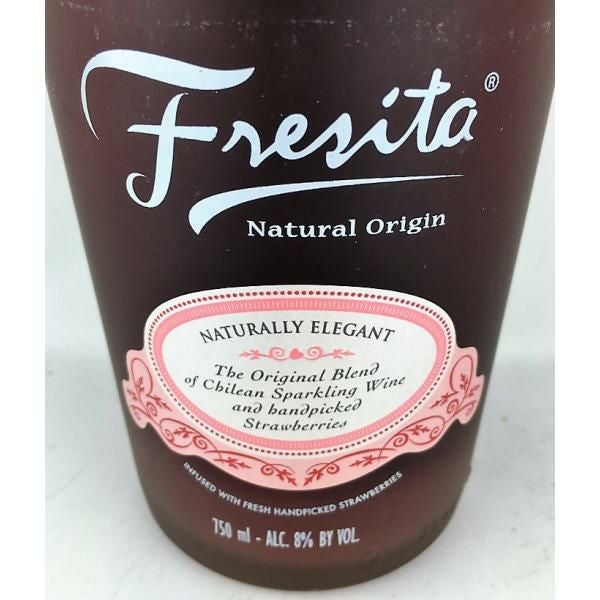 Fresita®
Natural Origin
NATURALLY ELEGANT
The Original Blend
of Chilean Sparkling Wine
and handpicked
Strawberries
INFUSED WITH FRESH HANDPICKED STRAWBERRIES
750 ml - ALC. 8% BY VOL.